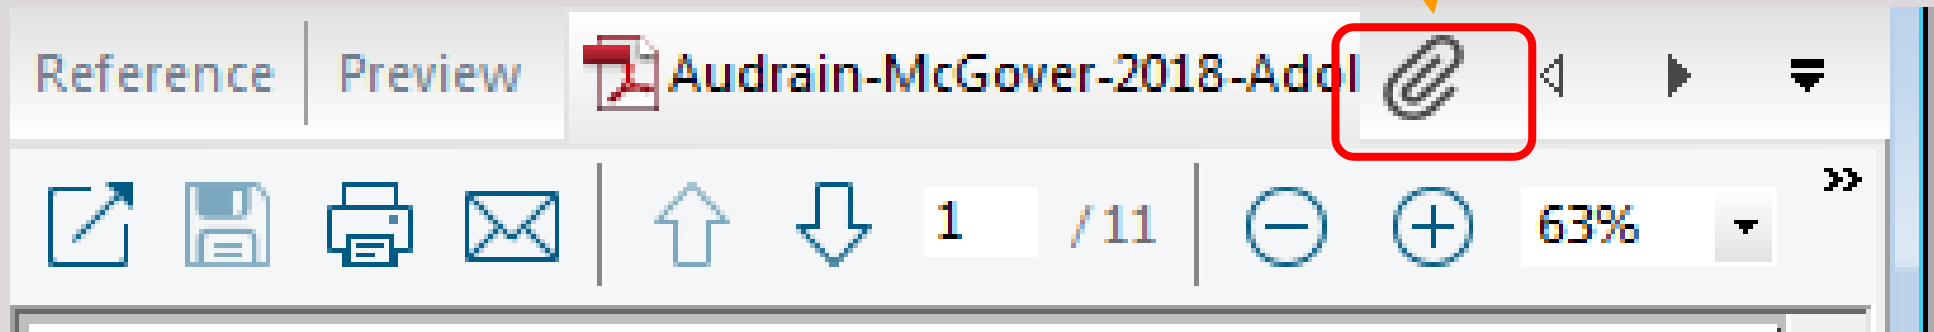 Reference Preview Audrain-McGover-2018-Adol
1 / 11 63%